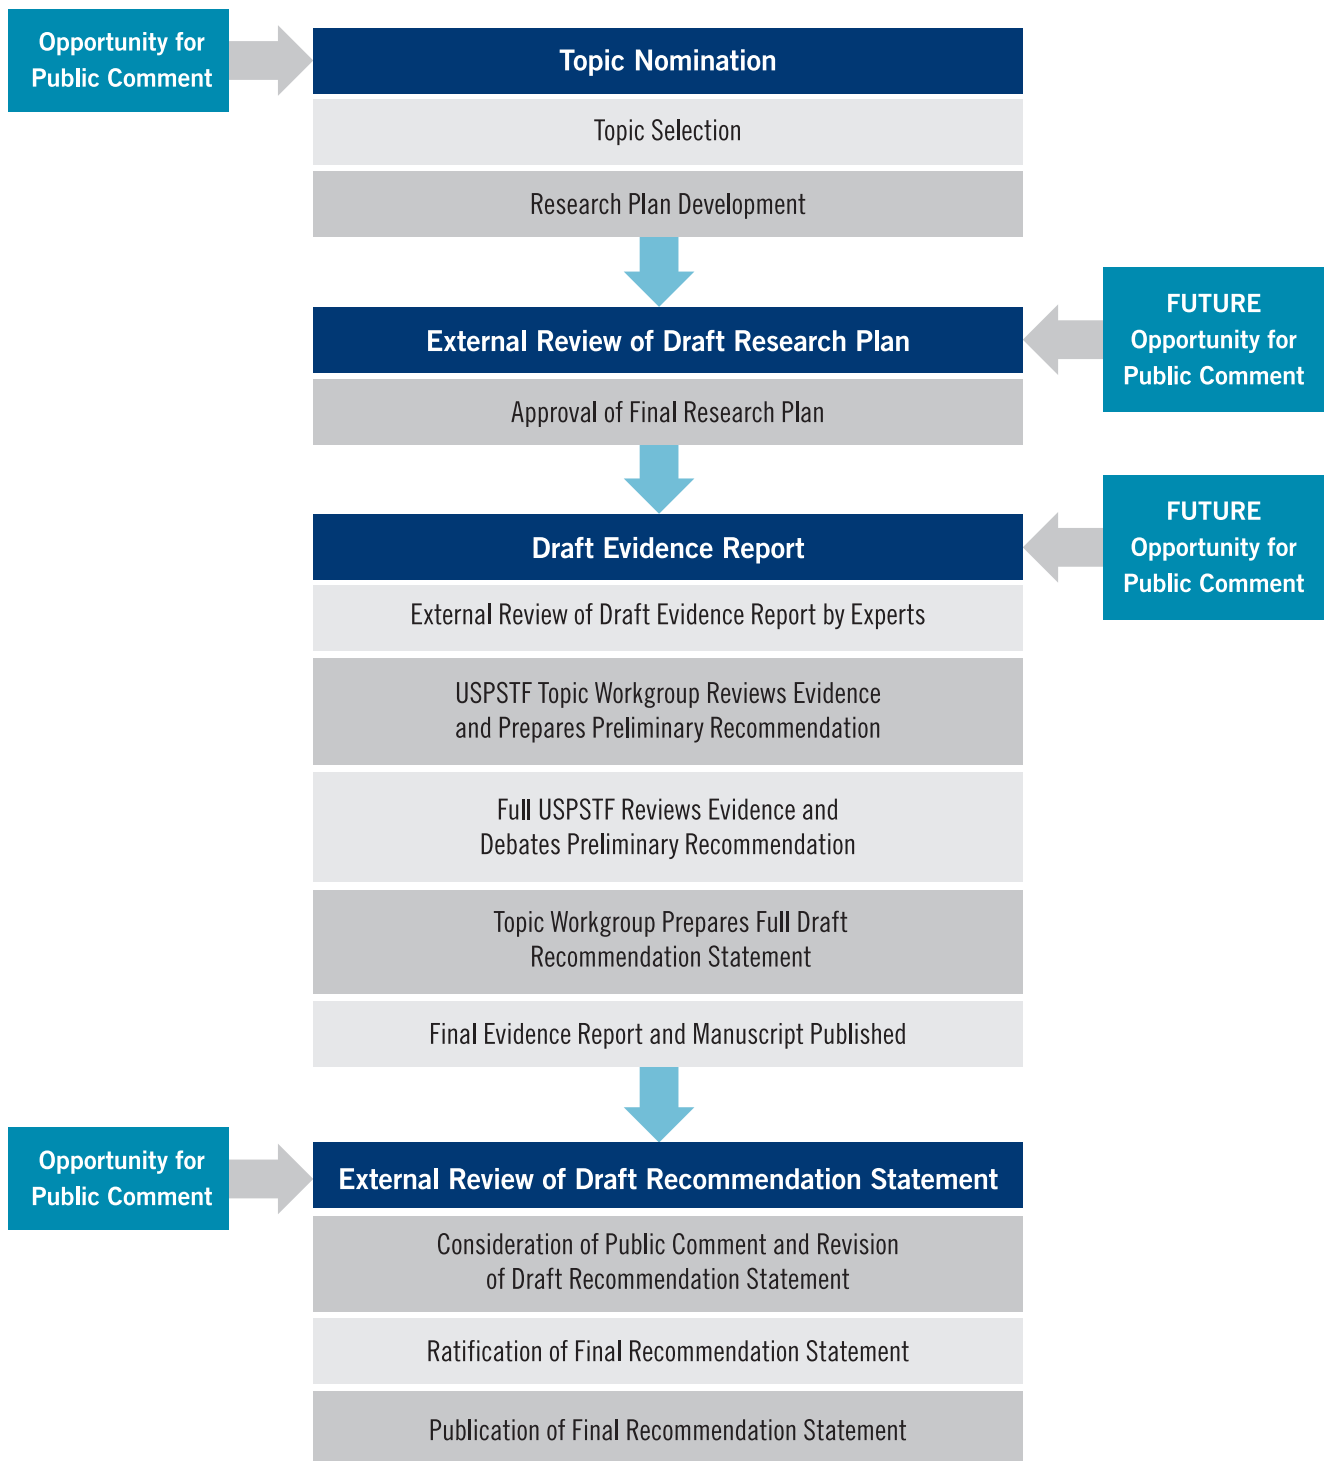 Opportunity for
Public Comment
Topic Nomination
Topic Selection
Research Plan Development
External Review of Draft Research Plan
FUTURE
Opportunity for
Public Comment
Approval of Final Research Plan
Draft Evidence Report
FUTURE
Opportunity for
Public Comment
External Review of Draft Evidence Report by Experts
USPSTF Topic Workgroup Reviews Evidence
and Prepares Preliminary Recommendation
Full USPSTF Reviews Evidence and
Debates Preliminary Recommendation
Topic Workgroup Prepares Full Draft
Recommendation Statement
Final Evidence Report and Manuscript Published
Opportunity for
Public Comment
External Review of Draft Recommendation Statement
Consideration of Public Comment and Revision
of Draft Recommendation Statement
Ratification of Final Recommendation Statement
Publication of Final Recommendation Statement